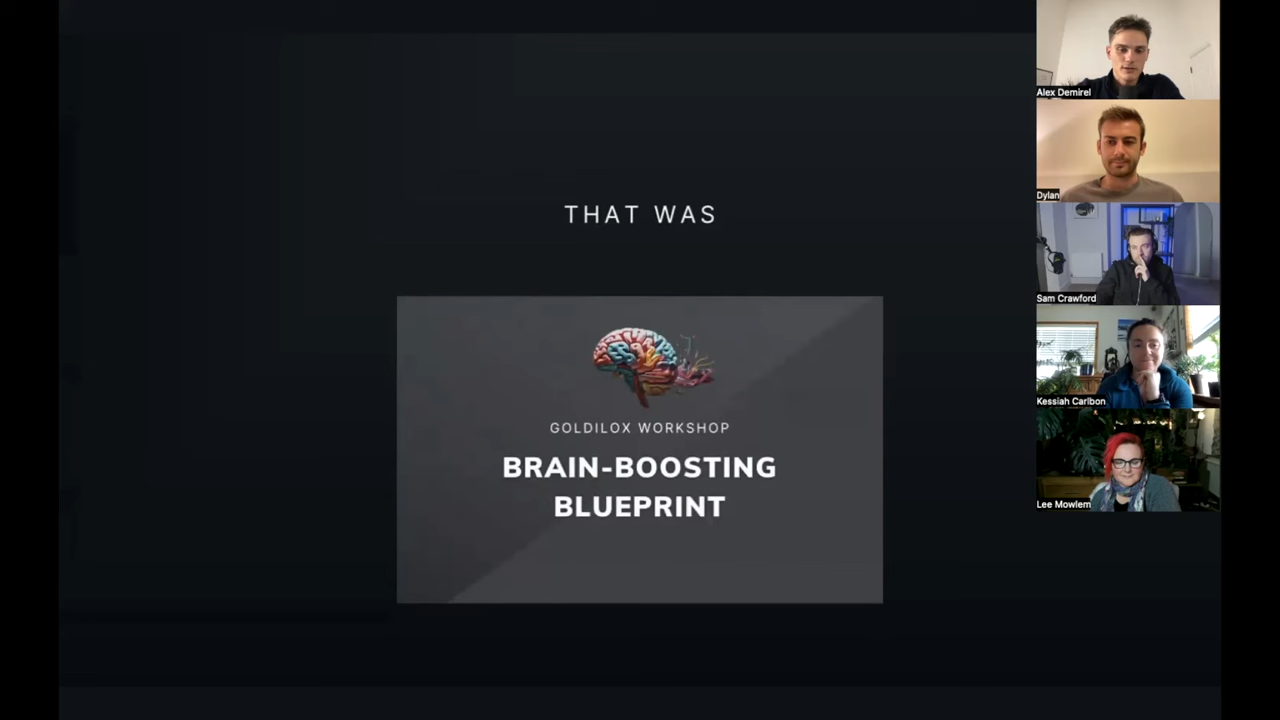 THAT WAS
GOLDILOX WORKSHOP
BRAIN-BOOSTING
BLUEPRINT
Alex Demirel
Dylan
Sam Crawford
Kessiah Carlbon
Lee Mowlem